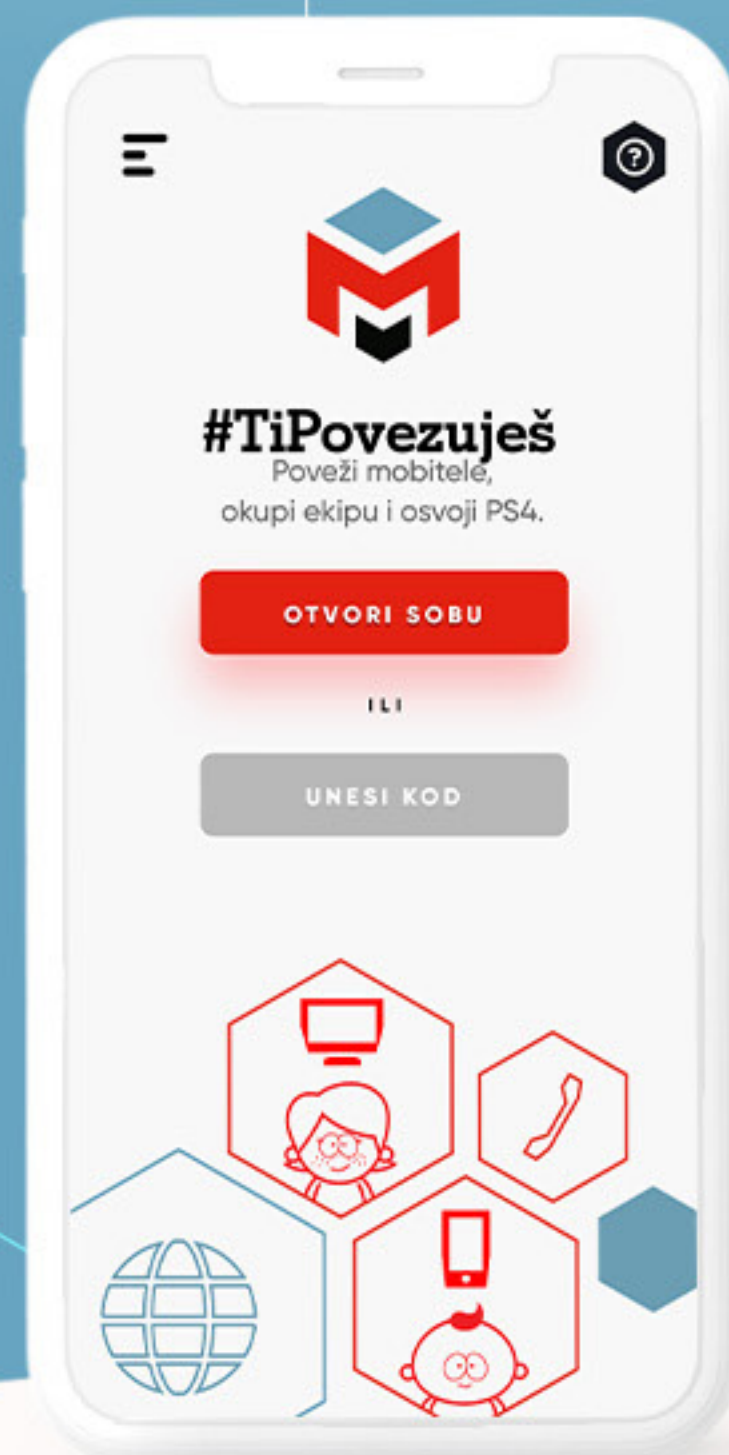 ?
#TiPovezuješ
Poveži mobitele,
okupi ekipu i osvoji PS4.
OTVORI SOBU
ILI
UNESI KOD